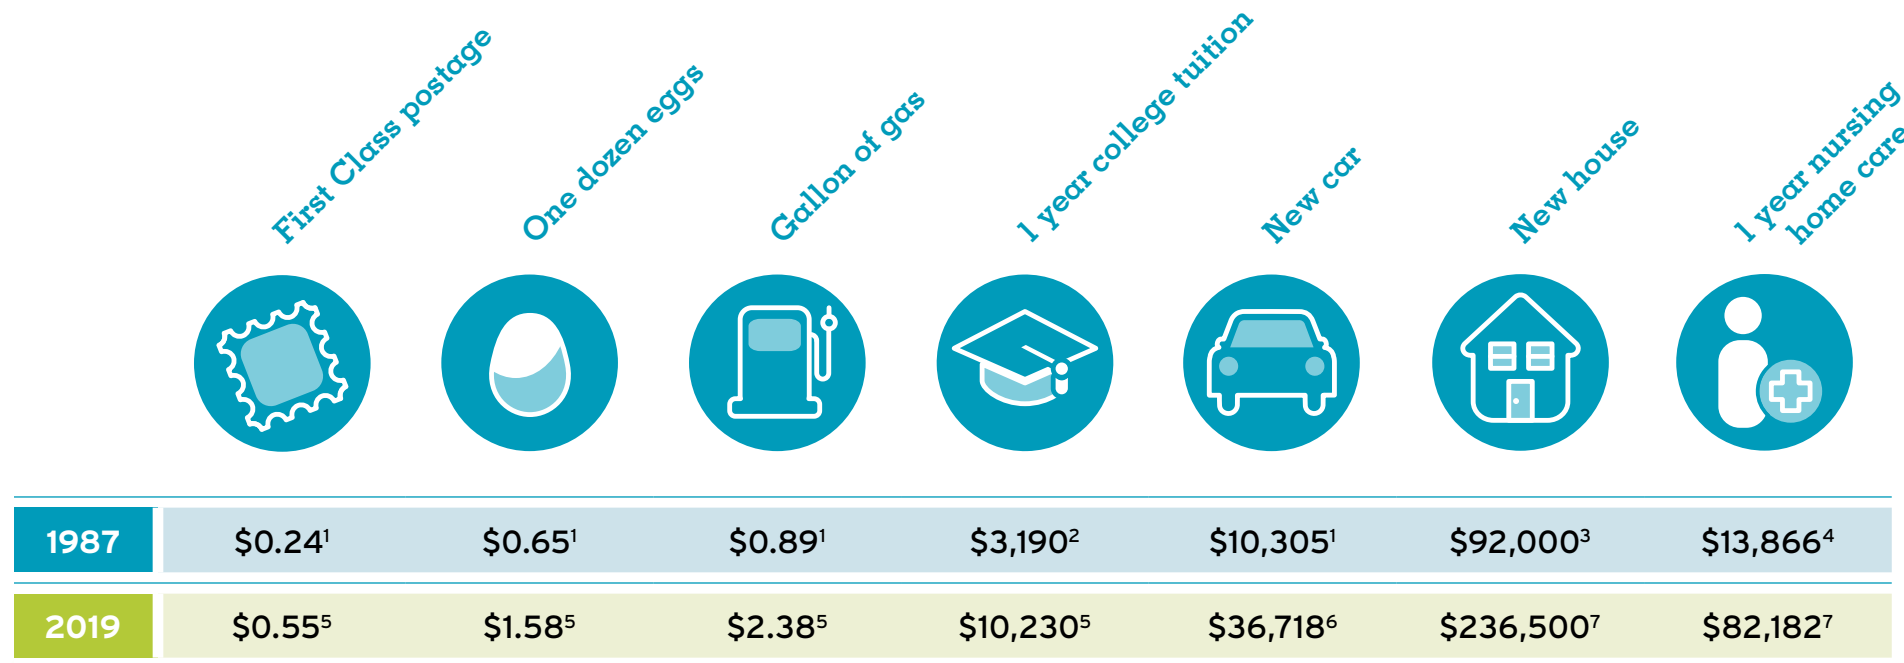 First Class postage
One dozen eggs
Gallon of gas
1 year college tuition
New car
New house
1 year nursing
home care
1987 $0.24¹ $0.65¹ $0.89¹ $3,190² $10,305¹ $92,000³ $13,866⁴
2019 $0.55⁵ $1.58⁵ $2.38⁵ $10,230⁵ $36,718⁶ $236,500⁷ $82,182⁷